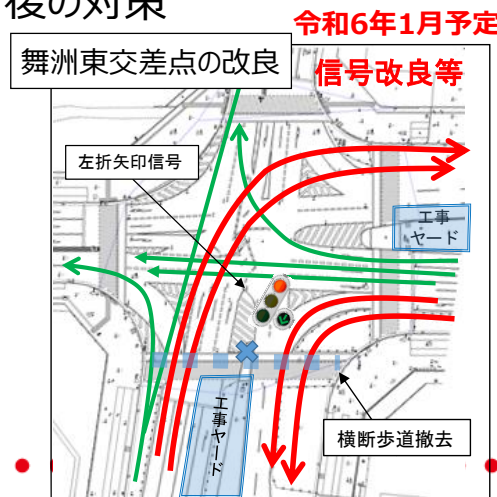 後の対策
令和6年1月予定
舞洲東交差点の改良
信号改良等
左折矢印信号
工事
ヤード
工事ヤード
横断歩道撤去